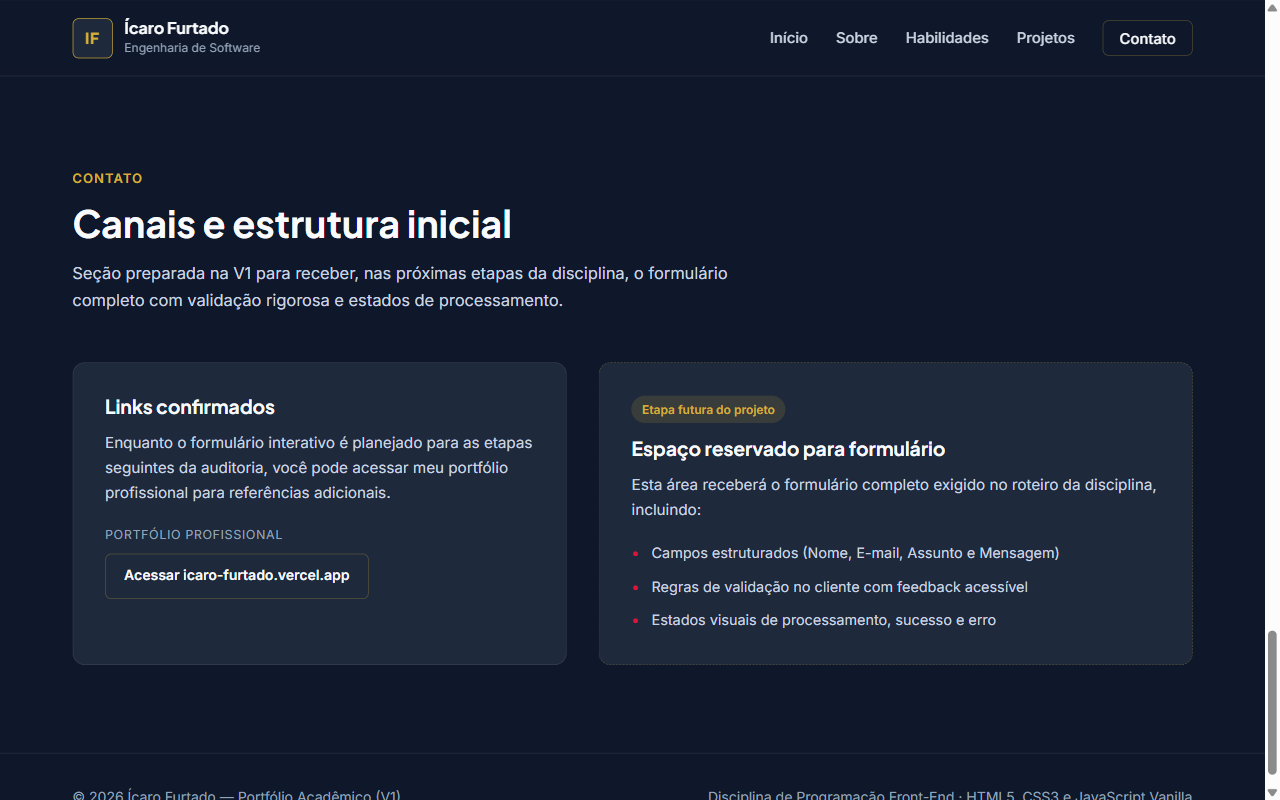 IF
Ícaro Furtado
Engenharia de Software
Início
Sobre
Habilidades
Projetos
Contato
CONTATO
Canais e estrutura inicial
Seção preparada na V1 para receber, nas próximas etapas da disciplina, o formulário
completo com validação rigorosa e estados de processamento.
Links confirmados
Enquanto o formulário interativo é planejado para as etapas
seguintes da auditoria, você pode acessar meu portfólio
profissional para referências adicionais.
PORTFÓLIO PROFISSIONAL
Acessar icaro-furtado.vercel.app
Etapa futura do projeto
Espaço reservado para formulário
Esta área receberá o formulário completo exigido no roteiro da disciplina,
incluindo:
Campos estruturados (Nome, E-mail, Assunto e Mensagem)
Regras de validação no cliente com feedback acessível
Estados visuais de processamento, sucesso e erro
© 2026 Ícaro Furtado — Portfólio Acadêmico (V1)
Disciplina de Programação Front-End · HTML5, CSS3 e JavaScript Vanilla